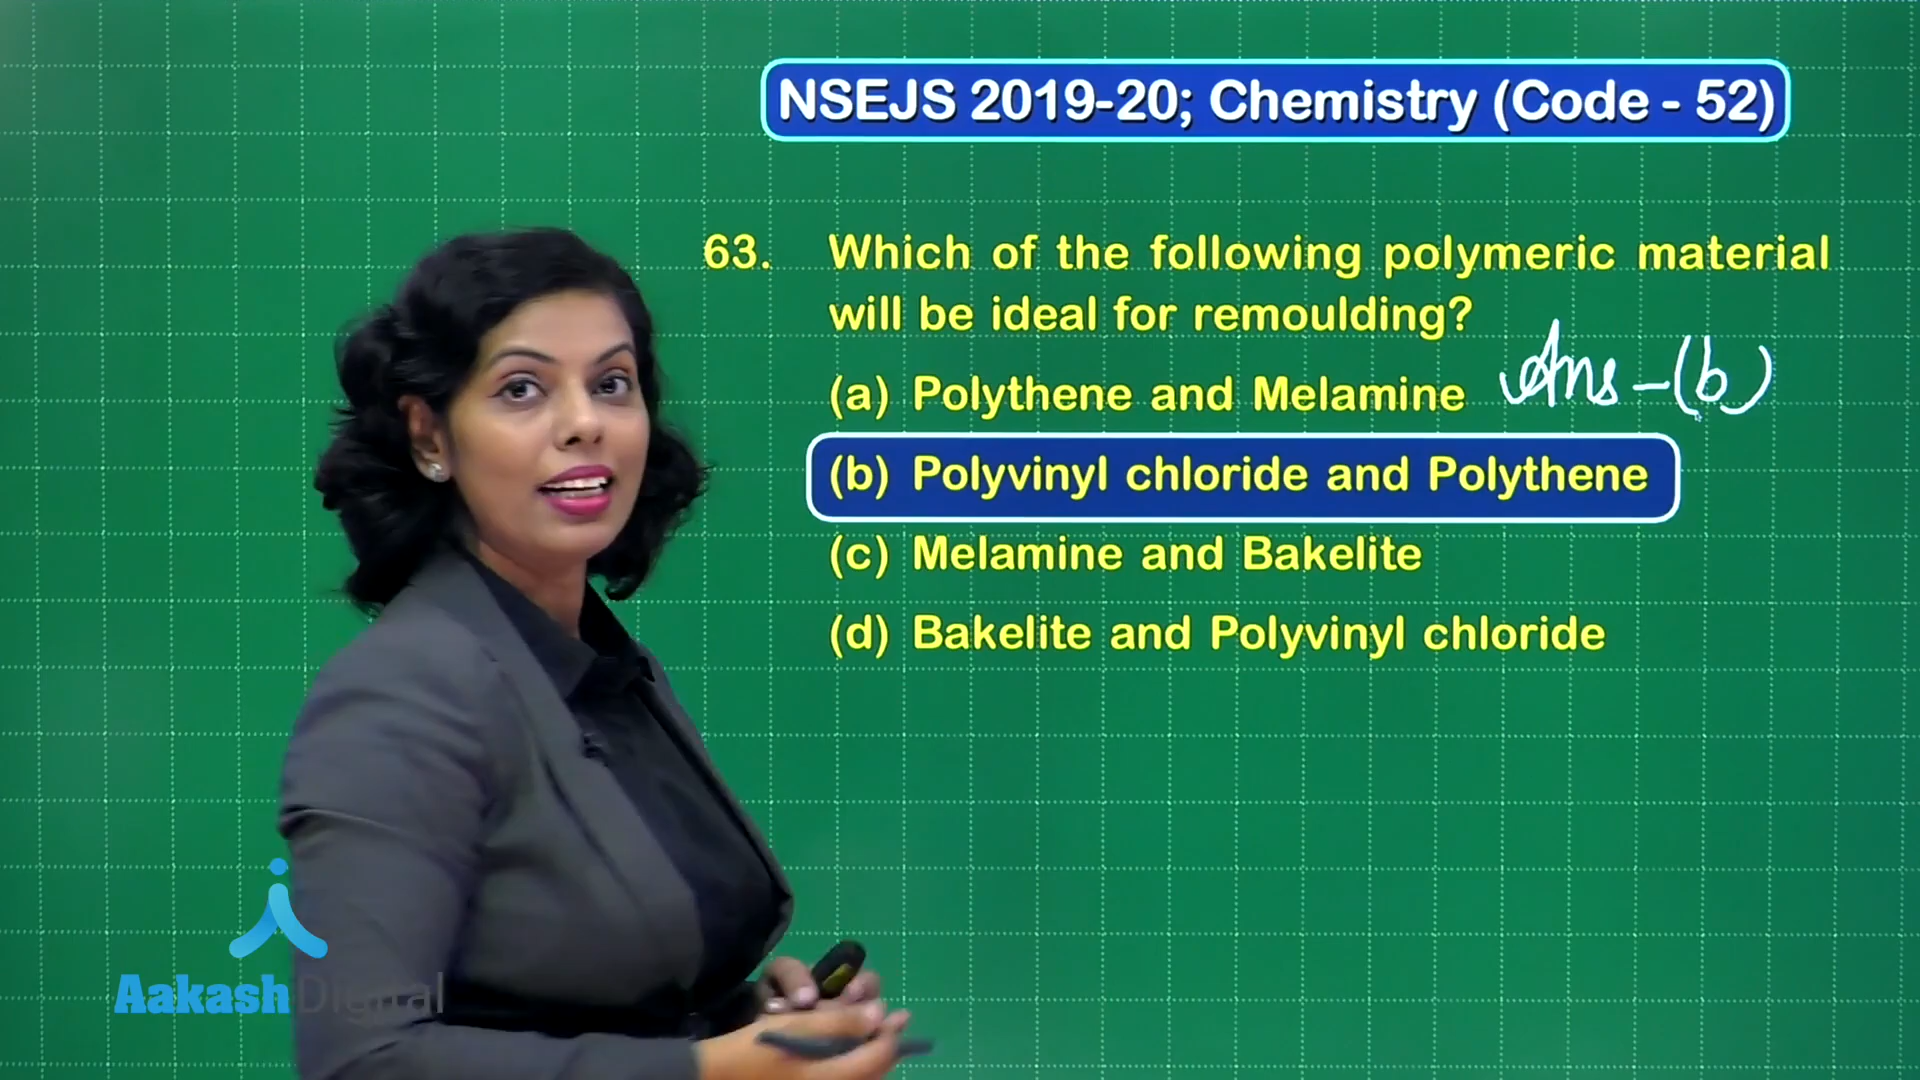 NSEJS 2019-20; Chemistry (Code - 52)
63. Which of the following polymeric material
will be ideal for remoulding?
(a) Polythene and Melamine
Ans - (b)
(b) Polyvinyl chloride and Polythene
(c) Melamine and Bakelite
(d) Bakelite and Polyvinyl chloride
Aakash Digital